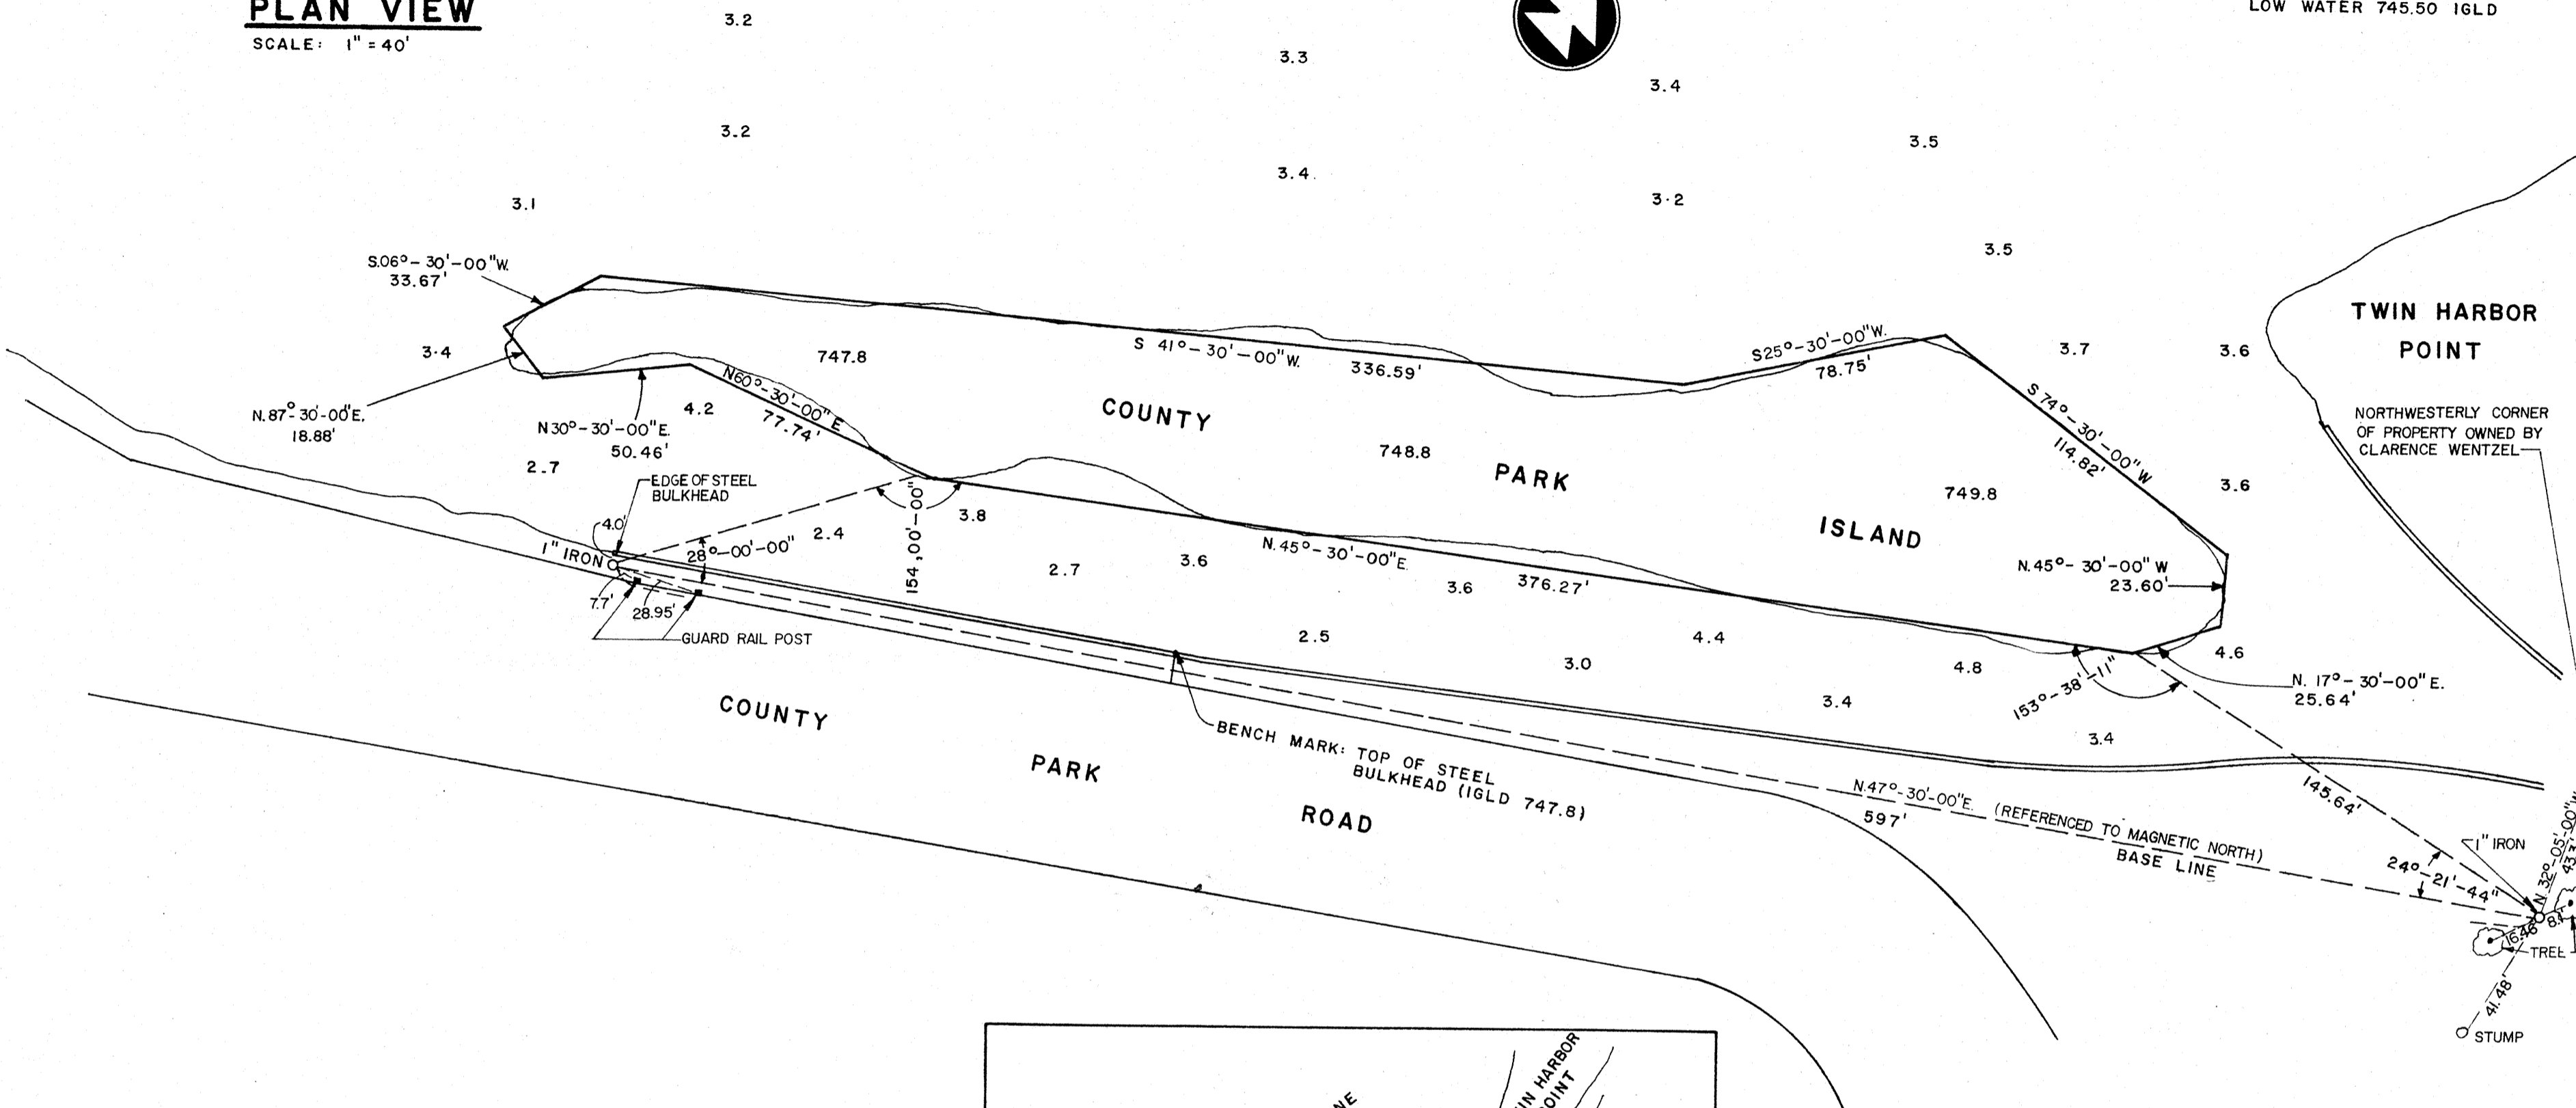 PLAN VIEW
SCALE: 1" = 40'
LOW WATER 745.50 IGLD
3.2
3.3
3.4
3.2
3.5
3.4.
3.2
3.1
3.5
S.06°-30'-00"W.
33.67'
TWIN HARBOR
POINT
3.4
747.8
S 41°-30'-00"W.
336.59'
S25°-30'-00"W.
78.75'
3.7
3.6
N.87°30'-00"E.
18.88'
N30°-30'-00"E.
50.46'
4.2
N60°-30'-00"E
77.74'
COUNTY
PARK
ISLAND
748.8
749.8
S 74°-30'-00"W
114.82'
NORTHWESTERLY CORNER
OF PROPERTY OWNED BY
CLARENCE WENTZEL
2.7
EDGE OF STEEL
BULKHEAD
3.6
4.0'
1" IRON
28°-00'-00"
2.4
154,00'-00"
3.8
2.7
3.6
N.45°-30'-00"E.
376.27'
3.6
N.45°-30'-00" W
23.60'
7.7'
28.95'
GUARD RAIL POST
2.5
3.0
4.4
4.8
4.6
153°-38'-11"
N. 17°-30'-00" E.
25.64'
3.4
3.4
COUNTY
PARK
ROAD
BENCH MARK: TOP OF STEEL
BULKHEAD (IGLD 747.8)
N.47°-30'-00"E. (REFERENCED TO MAGNETIC NORTH)
597'
BASE LINE
145.64'
1" IRON
24°-21'-44"
N 32°-05'-00"W
16.46'
TREE
41.48'
STUMP
IN HARBOR
OINT
NE